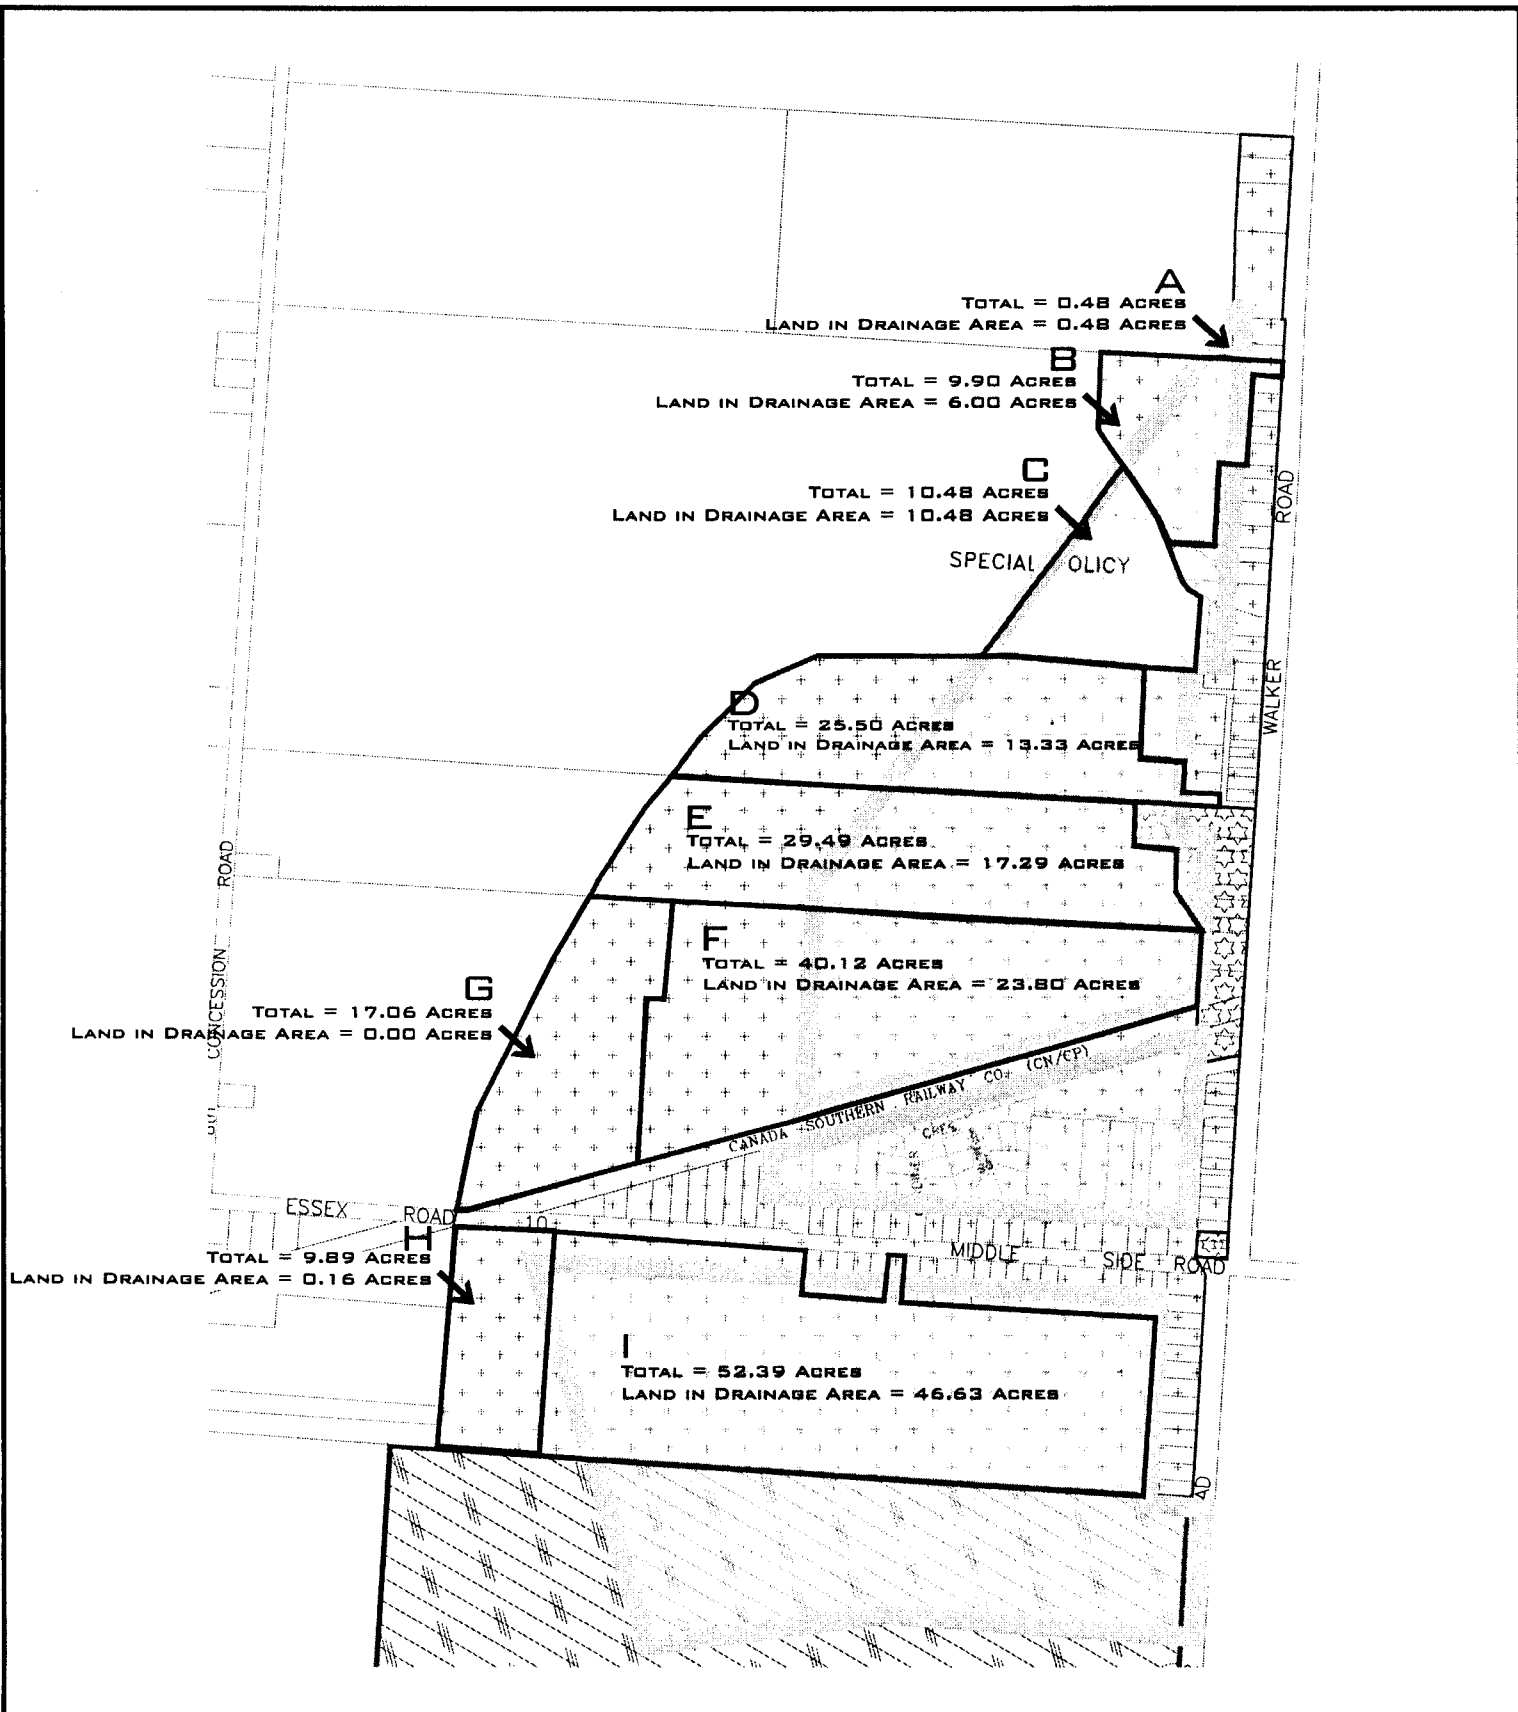 A
TOTAL = 0.48 ACRES
LAND IN DRAINAGE AREA = 0.48 ACRES
B
TOTAL = 9.90 ACRES
LAND IN DRAINAGE AREA = 6.00 ACRES
C
TOTAL = 10.48 ACRES
LAND IN DRAINAGE AREA = 10.48 ACRES
SPECIAL OLICY
ROAD
WALKER
D
TOTAL = 25.50 ACRES
LAND IN DRAINAGE AREA = 13.33 ACRES
E
TOTAL = 29.49 ACRES
LAND IN DRAINAGE AREA = 17.29 ACRES
ROAD
CONCESSION
F
TOTAL = 40.12 ACRES
LAND IN DRAINAGE AREA = 23.80 ACRES
G
TOTAL = 17.06 ACRES
LAND IN DRAINAGE AREA = 0.00 ACRES
CANADA SOUTHERN RAILWAY CO. (CN/CP)
CRES
ESSEX ROAD 10
MIDDLE SIDE ROAD
H
TOTAL = 9.89 ACRES
LAND IN DRAINAGE AREA = 0.16 ACRES
I
TOTAL = 52.39 ACRES
LAND IN DRAINAGE AREA = 46.63 ACRES
AD